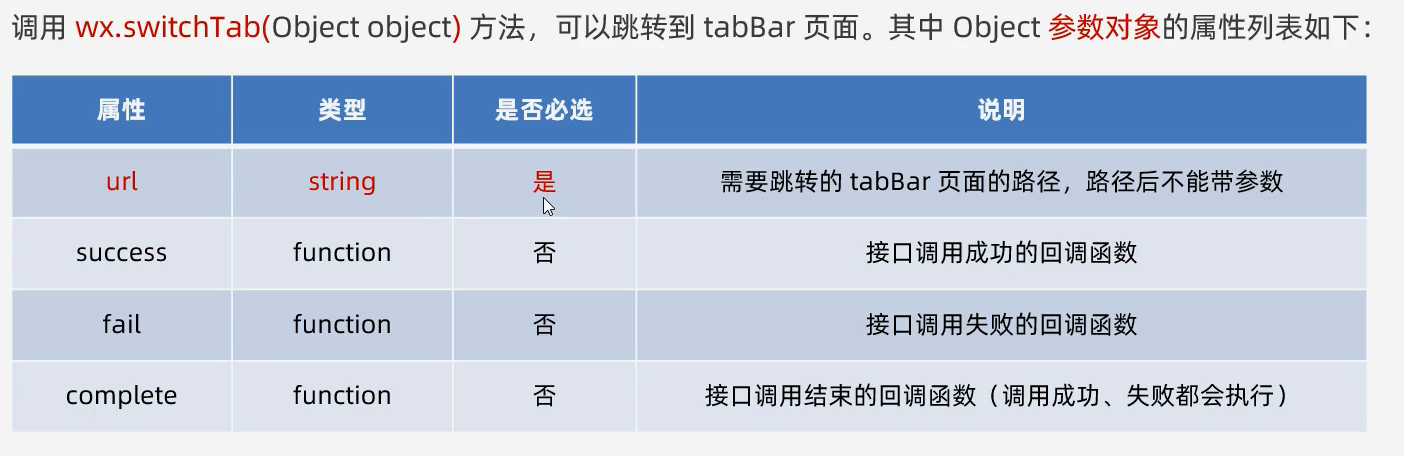 调用 wx.switchTab(Object object) 方法，可以跳转到 tabBar 页面。其中 Object 参数对象的属性列表如下：
属性 类型 是否必选 说明
url string 是 需要跳转的 tabBar 页面的路径，路径后不能带参数
success function 否 接口调用成功的回调函数
fail function 否 接口调用失败的回调函数
complete function 否 接口调用结束的回调函数（调用成功、失败都会执行）